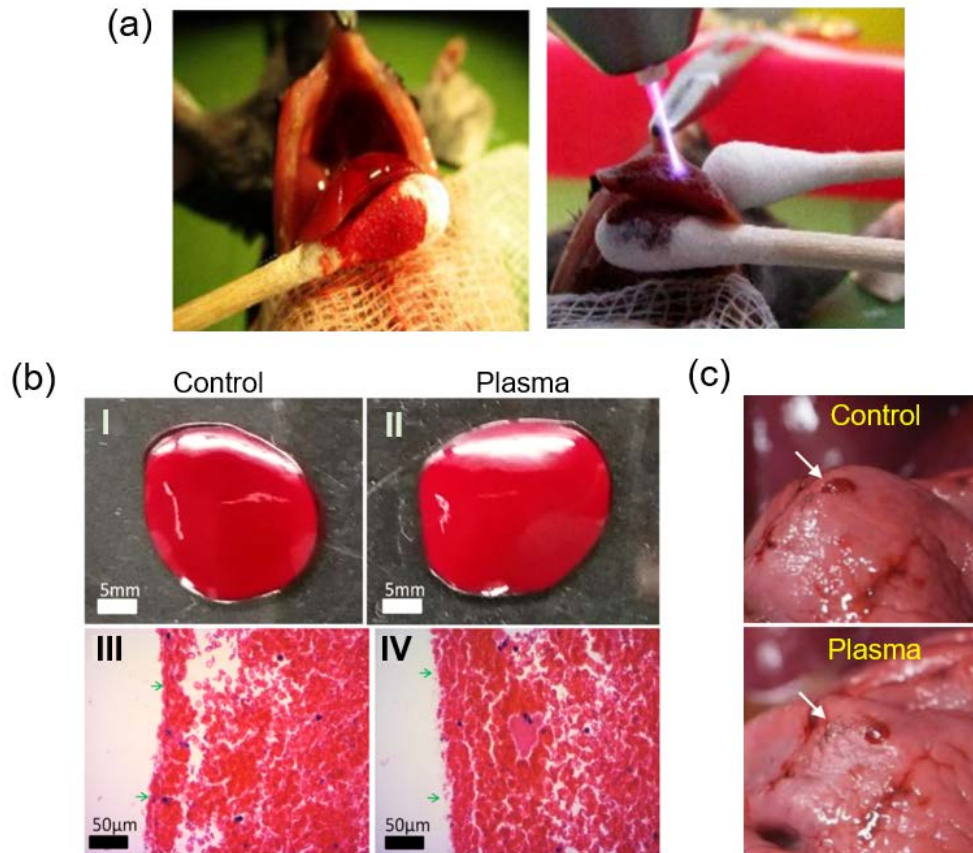 (a)
(b)
Control
Plasma
(c)
I
II
Control
5mm
5mm
III
IV
Plasma
50µm
50µm